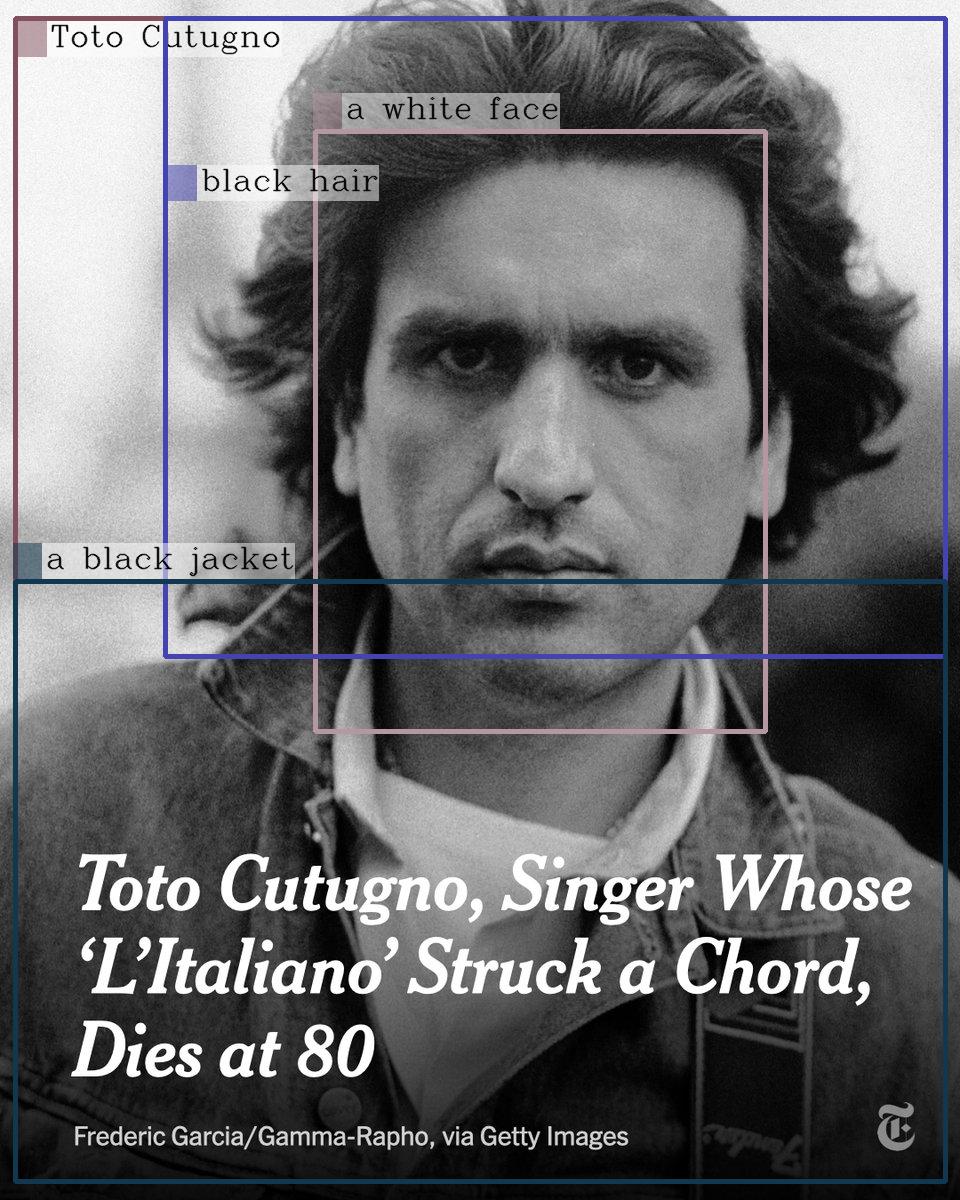 Toto Cutugno
a white face
black hair
a black jacket
Toto Cutugno, Singer Whose
‘L’Italiano’ Struck a Chord,
Dies at 80
Frederic Garcia/Gamma-Rapho, via Getty Images
T